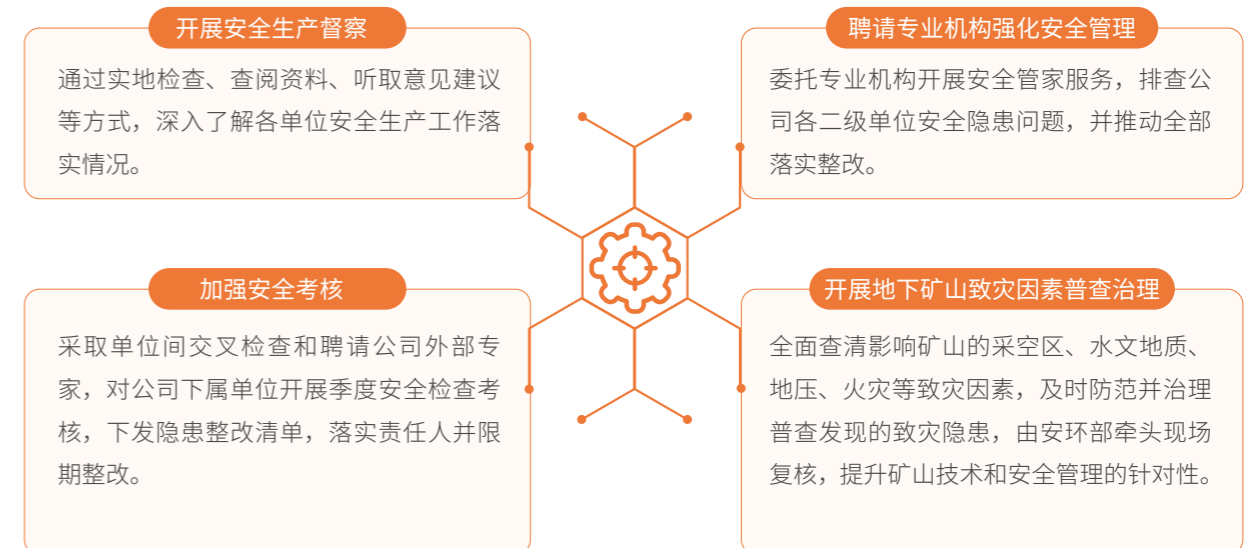 开展安全生产督察
通过实地检查、查阅资料、听取意见建议
等方式，深入了解各单位安全生产工作落
实情况。
聘请专业机构强化安全管理
委托专业机构开展安全管家服务，排查公
司各二级单位安全隐患问题，并推动全部
落实整改。
加强安全考核
采取单位间交叉检查和聘请公司外部专
家，对公司下属单位开展季度安全检查考
核，下发隐患整改清单，落实责任人并限
期整改。
开展地下矿山致灾因素普查治理
全面查清影响矿山的采空区、水文地质、
地压、火灾等致灾因素，及时防范并治理
普查发现的致灾隐患，由安环部牵头现场
复核，提升矿山技术和安全管理的针对性。